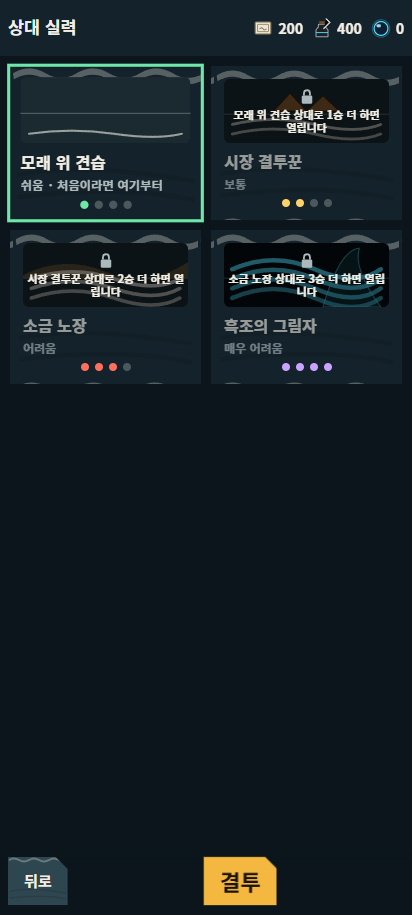 상대 실력
200 400 0
모래 위 견습
쉬움 · 처음이라면 여기부터
모래 위 견습 상대로 1승 더 하면
열립니다
시장 결투꾼
보통
시장 결투꾼 상대로 2승 더 하면 열
립니다
소금 노장
어려움
소금 노장 상대로 3승 더 하면 열립
니다
흑조의 그림자
매우 어려움
뒤로
결투